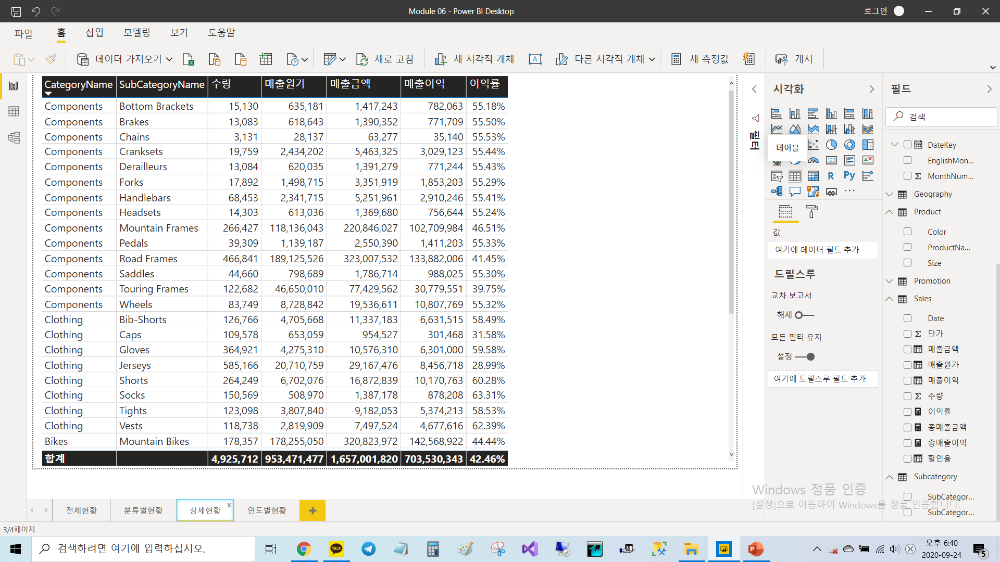 Module 06 - Power BI Desktop
로그인
파일 홈 삽입 모델링 보기 도움말
데이터 가져오기 새로 고침 새 시각적 개체 다른 시각적 개체 새 측정값 게시
CategoryName SubCategoryName 수량 매출원가 매출금액 매출이익 이익률
Components Bottom Brackets 15,130 635,181 1,417,243 782,063 55.18%
Components Brakes 13,083 618,643 1,390,352 771,709 55.50%
Components Chains 3,131 28,137 63,277 35,140 55.53%
Components Cranksets 19,759 2,434,202 5,463,325 3,029,123 55.44%
Components Derailleurs 13,084 620,035 1,391,279 771,244 55.43%
Components Forks 17,892 1,498,715 3,351,919 1,853,203 55.29%
Components Handlebars 68,453 2,341,715 5,251,961 2,910,246 55.41%
Components Headsets 14,303 613,036 1,369,680 756,644 55.24%
Components Mountain Frames 266,427 118,136,043 220,846,027 102,709,984 46.51%
Components Pedals 39,309 1,139,187 2,550,390 1,411,203 55.33%
Components Road Frames 466,841 189,125,526 323,007,532 133,882,006 41.45%
Components Saddles 44,660 798,689 1,786,714 988,025 55.30%
Components Touring Frames 122,682 46,650,010 77,429,562 30,779,551 39.75%
Components Wheels 83,749 8,728,842 19,536,611 10,807,769 55.32%
Clothing Bib-Shorts 126,766 4,705,668 11,337,183 6,631,515 58.49%
Clothing Caps 109,578 653,059 954,527 301,468 31.58%
Clothing Gloves 364,921 4,275,310 10,576,310 6,301,000 59.58%
Clothing Jerseys 585,166 20,710,759 29,167,476 8,456,718 28.99%
Clothing Shorts 264,249 6,702,076 16,872,839 10,170,763 60.28%
Clothing Socks 150,569 508,970 1,387,178 878,208 63.31%
Clothing Tights 123,098 3,807,840 9,182,053 5,374,213 58.53%
Clothing Vests 118,738 2,819,909 7,497,524 4,677,616 62.39%
Bikes Mountain Bikes 178,357 178,255,050 320,823,972 142,568,922 44.44%
합계 4,925,712 953,471,477 1,657,001,820 703,530,343 42.46%
필터
시각화
테이블
123
R Py
값
여기에 데이터 필드 추가
드릴스루
교차 보고서
해제
모든 필터 유지
설정
여기에 드릴스루 필드 추가
필드
검색
DateKey
EnglishMon...
MonthNum...
Geography
Product
Color
ProductNa...
Size
Promotion
Sales
Date
단가
매출금액
매출원가
매출이익
수량
이익률
총매출금액
총매출이익
할인율
Subcategory
SubCategor...
SubCategor...
Windows 정품 인증
[설정]으로 이동하여 Windows를 정품 인증합니다.
전체현황 분류별현황 상세현황 x 연도별현황 +
3/4페이지
검색하려면 여기에 입력하십시오.
TALK
P
오후 6:40
2020-09-24
5